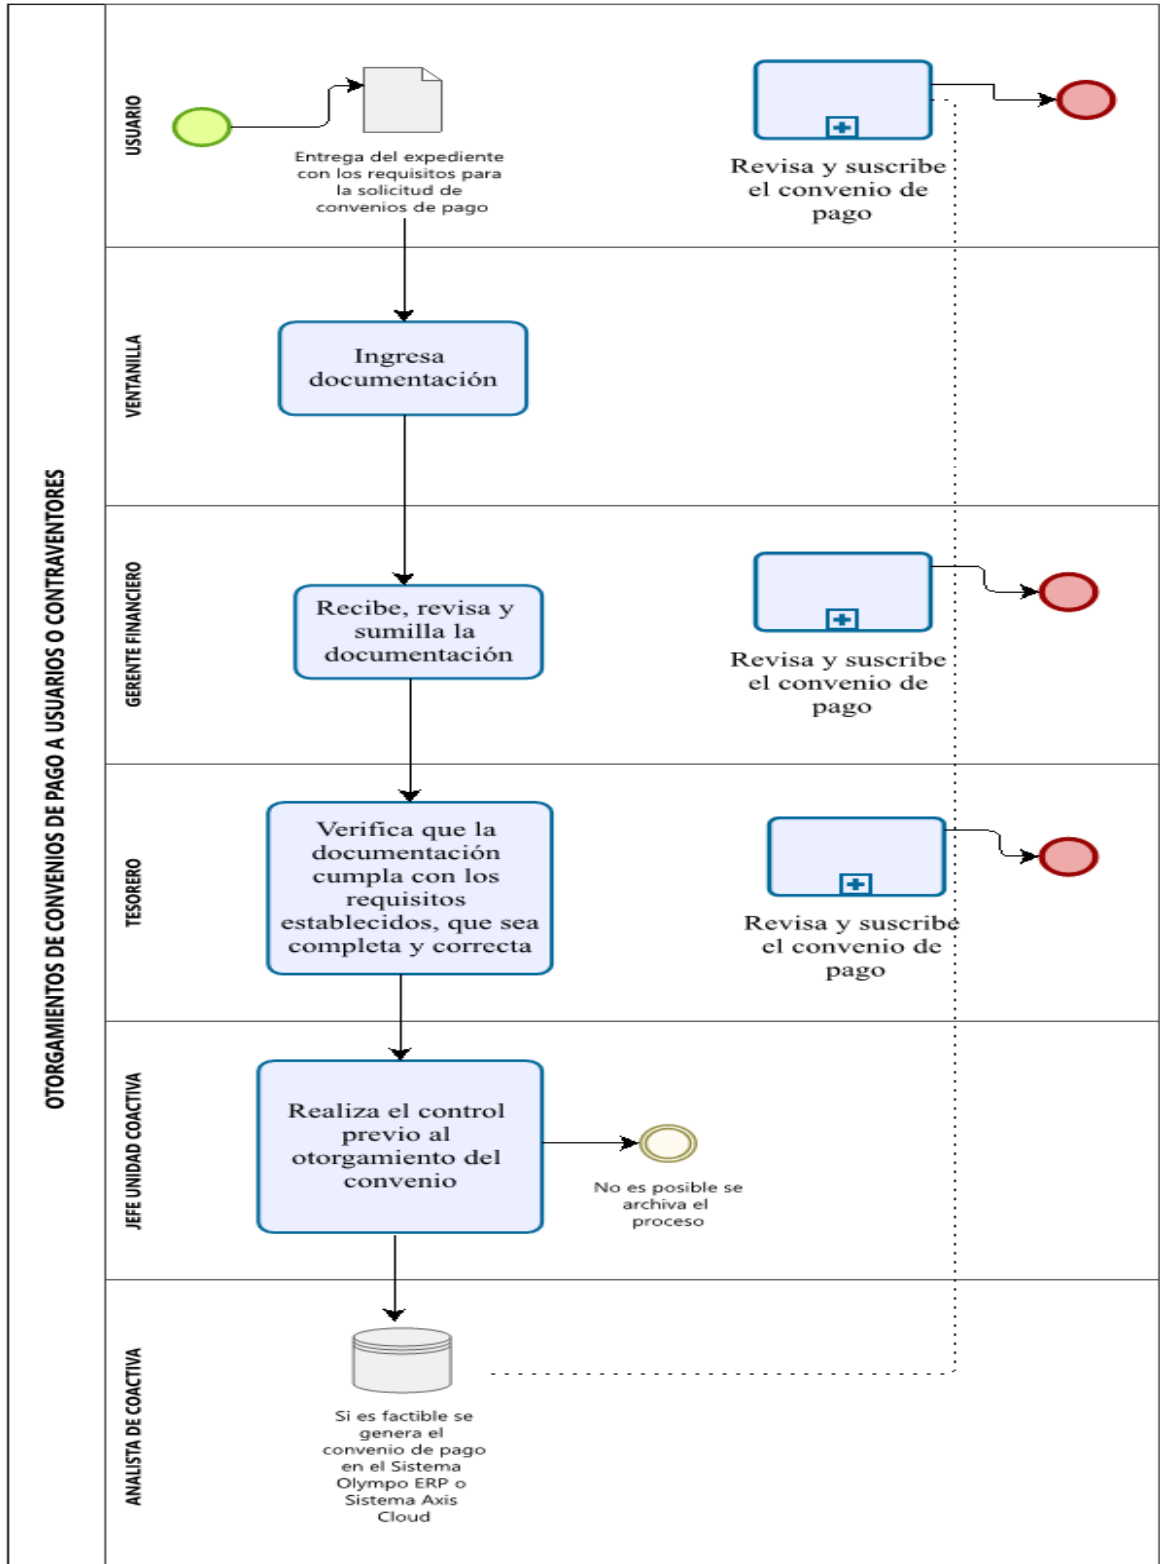 OTORGAMIENTOS DE CONVENIOS DE PAGO A USUARIOS O CONTRAVENTORES
USUARIO
Entrega del expediente
con los requisitos para
la solicitud de
convenios de pago
Revisa y suscribe
el convenio de
pago
VENTANILLA
Ingresa
documentación
GERENTE FINANCIERO
Recibe, revisa y
sumilla la
documentación
Revisa y suscribe
el convenio de
pago
TESORERO
Verifica que la
documentación
cumpla con los
requisitos
establecidos, que sea
completa y correcta
Revisa y suscribe
el convenio de
pago
JEFE UNIDAD COACTIVA
Realiza el control
previo al
otorgamiento del
convenio
No es posible se
archiva el
proceso
ANALISTA DE COACTIVA
Si es factible se
genera el
convenio de pago
en el Sistema
Olympo ERP o
Sistema Axis
Cloud